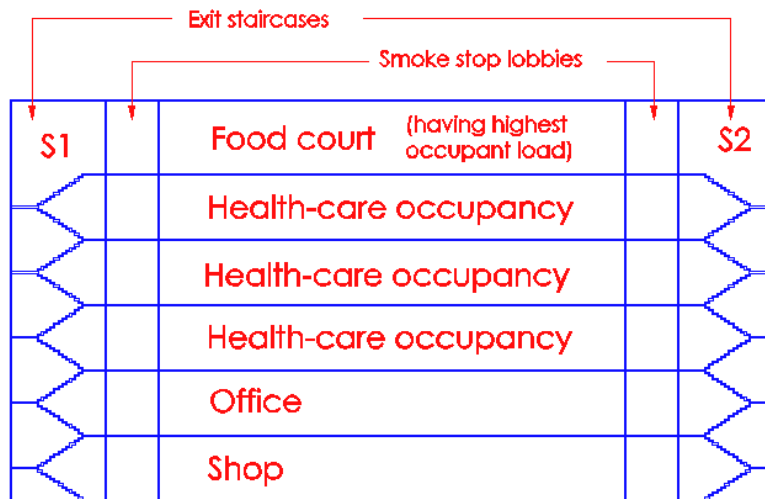 Exit staircases
Smoke stop lobbies
S1
Food court
(having highest
occupant load)
S2
Health-care occupancy
Health-care occupancy
Health-care occupancy
Office
Shop